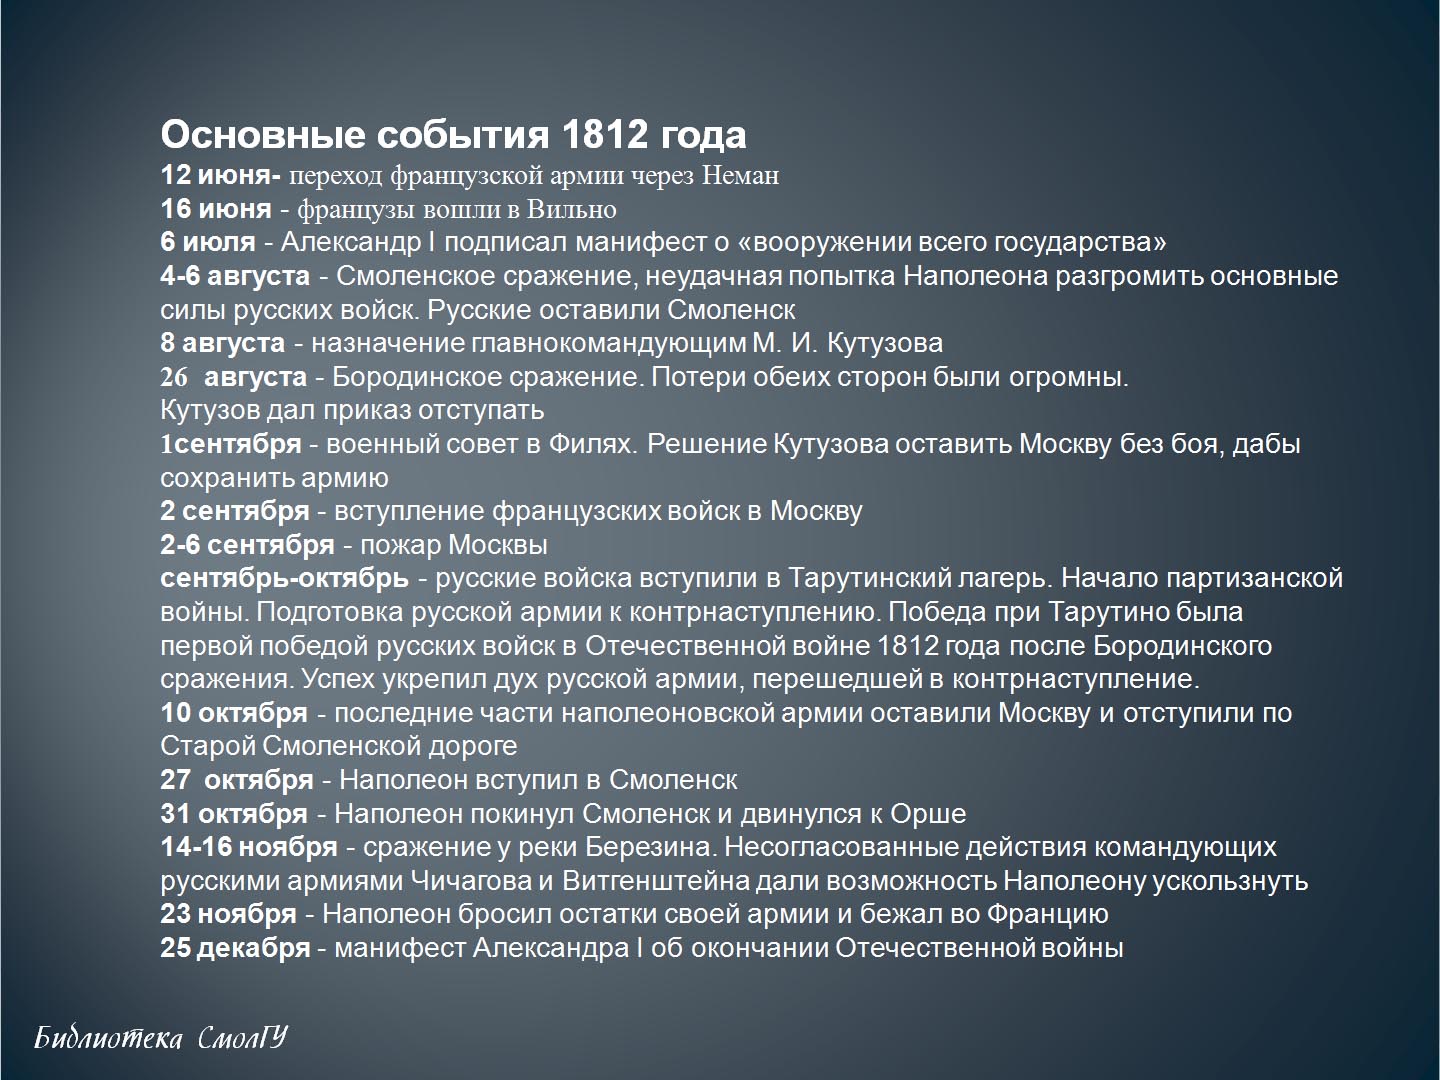 Основные события 1812 года
12 июня- переход французской армии через Неман
16 июня - французы вошли в Вильно
6 июля - Александр I подписал манифест о «вооружении всего государства»
4-6 августа - Смоленское сражение, неудачная попытка Наполеона разгромить основные
силы русских войск. Русские оставили Смоленск
8 августа - назначение главнокомандующим М. И. Кутузова
26 августа - Бородинское сражение. Потери обеих сторон были огромны.
Кутузов дал приказ отступать
1сентября - военный совет в Филях. Решение Кутузова оставить Москву без боя, дабы
сохранить армию
2 сентября - вступление французских войск в Москву
2-6 сентября - пожар Москвы
сентябрь-октябрь - русские войска вступили в Тарутинский лагерь. Начало партизанской
войны. Подготовка русской армии к контрнаступлению. Победа при Тарутино была
первой победой русских войск в Отечественной войне 1812 года после Бородинского
сражения. Успех укрепил дух русской армии, перешедшей в контрнаступление.
10 октября - последние части наполеоновской армии оставили Москву и отступили по
Старой Смоленской дороге
27 октября - Наполеон вступил в Смоленск
31 октября - Наполеон покинул Смоленск и двинулся к Орше
14-16 ноября - сражение у реки Березина. Несогласованные действия командующих
русскими армиями Чичагова и Витгенштейна дали возможность Наполеону ускользнуть
23 ноября - Наполеон бросил остатки своей армии и бежал во Францию
25 декабря - манифест Александра I об окончании Отечественной войны
Библиотека СмолГУ